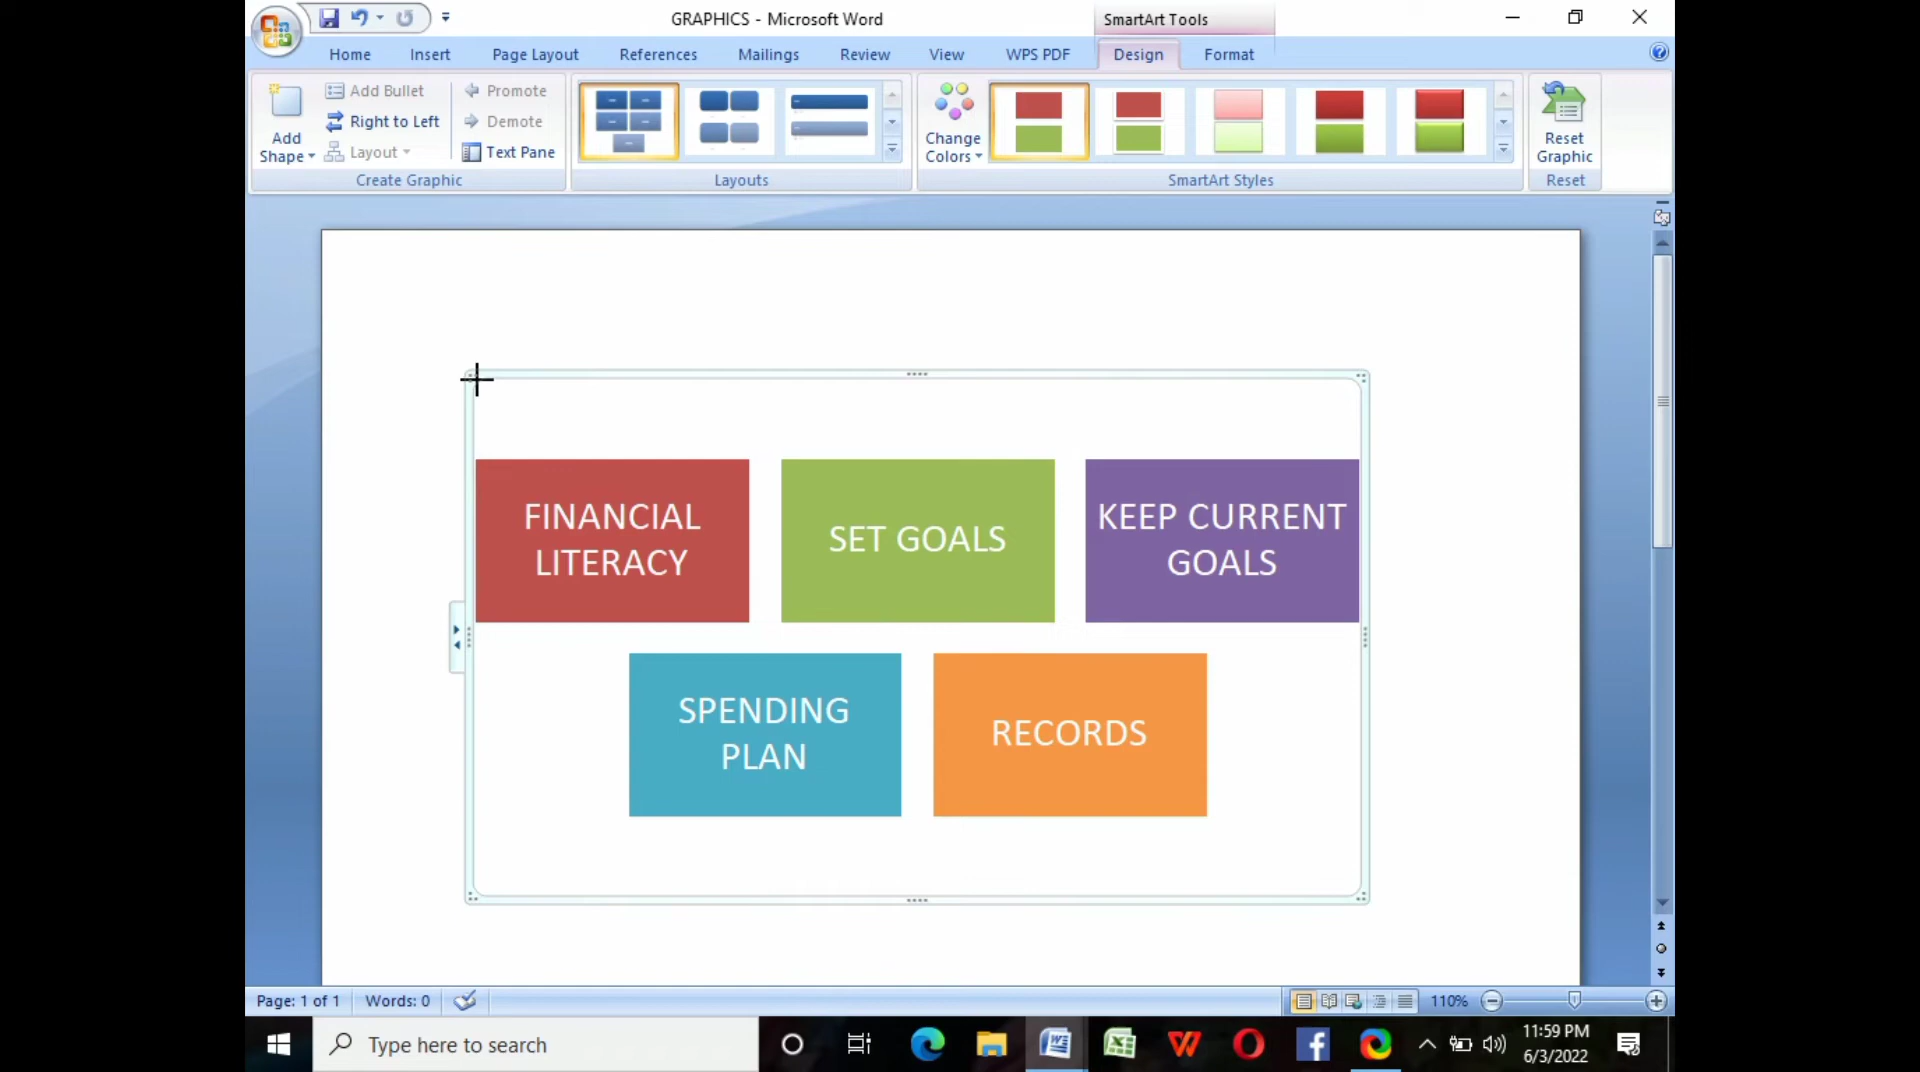 GRAPHICS - Microsoft Word
SmartArt Tools
Home Insert Page Layout References Mailings Review View WPS PDF Design Format
Add Shape
Add Bullet
Right to Left
Layout
Promote
Demote
Text Pane
Create Graphic
Layouts
Change Colors
SmartArt Styles
Reset Graphic
Reset
FINANCIAL
LITERACY
SET GOALS
KEEP CURRENT
GOALS
SPENDING
PLAN
RECORDS
Page: 1 of 1 Words: 0 110%
Type here to search
11:59 PM
6/3/2022